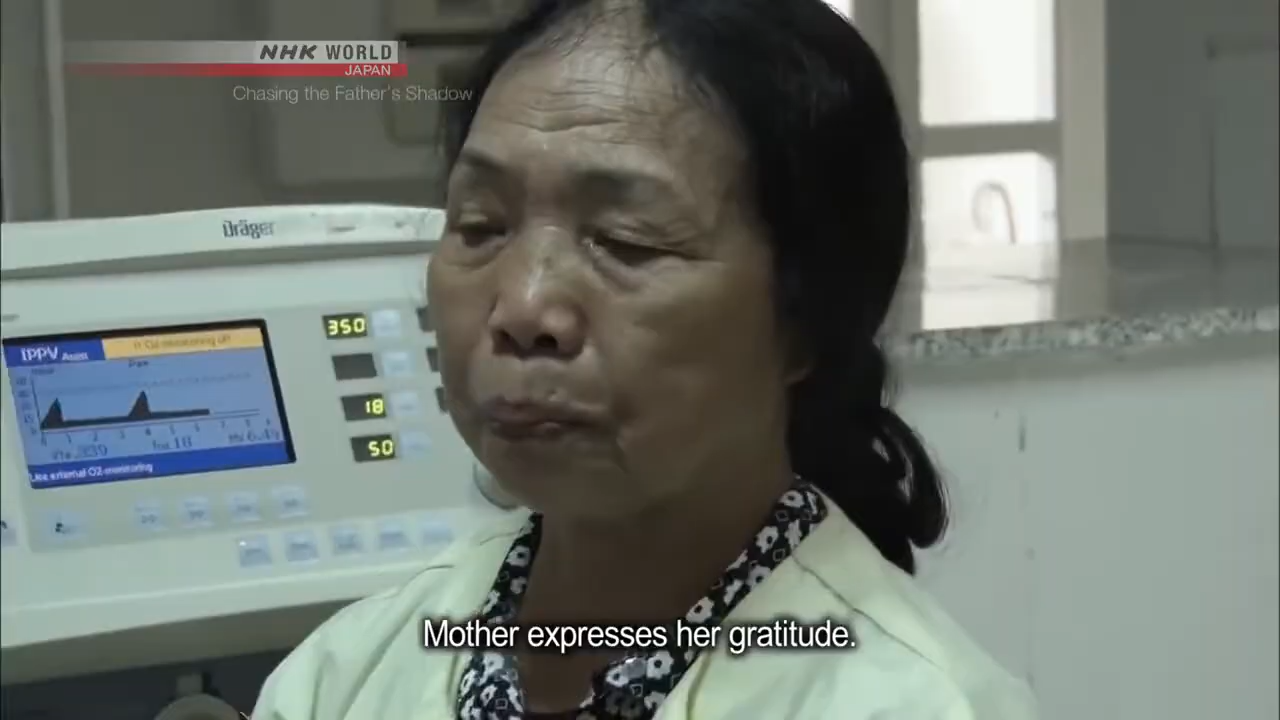 NHK WORLD
JAPAN
Chasing the Father's Shadow
Dräger
350
IPPV Assist
18
50
Use external O2-monitoring
Mother expresses her gratitude.